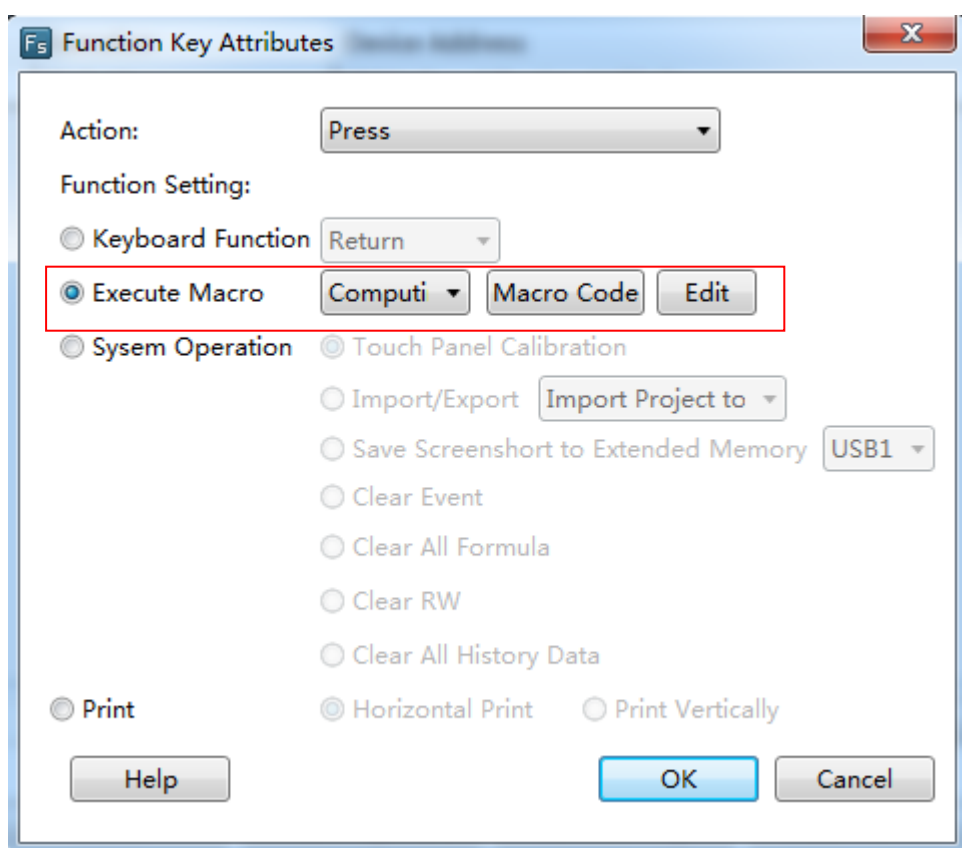 Fs Function Key Attributes
Action: Press
Function Setting:
Keyboard Function Return
Execute Macro Computi Macro Code Edit
Sysem Operation Touch Panel Calibration
Import/Export Import Project to
Save Screenshort to Extended Memory USB1
Clear Event
Clear All Formula
Clear RW
Clear All History Data
Print Horizontal Print Print Vertically
Help OK Cancel